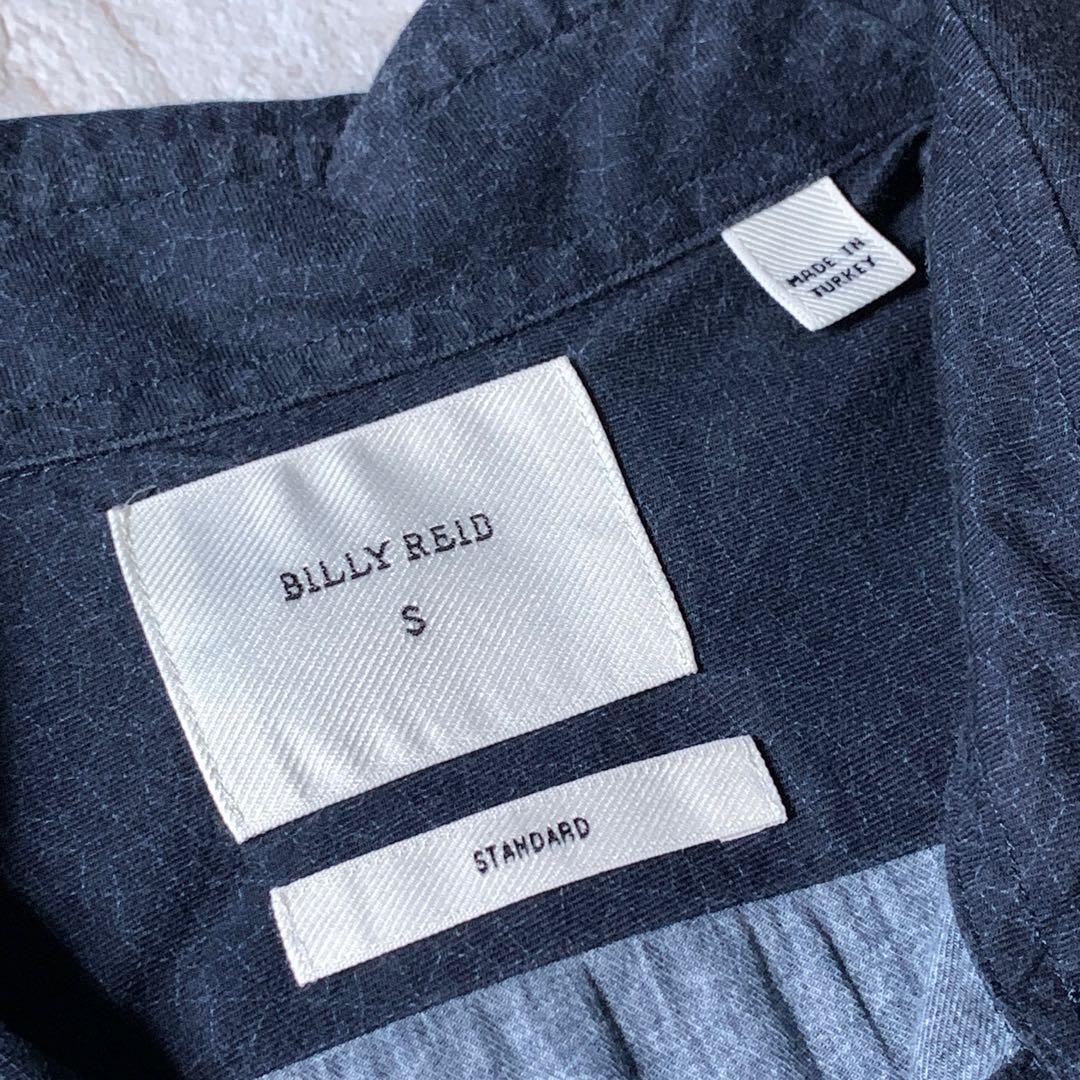 MADE IN
TURKEY
BILLY REID
S
STANDARD